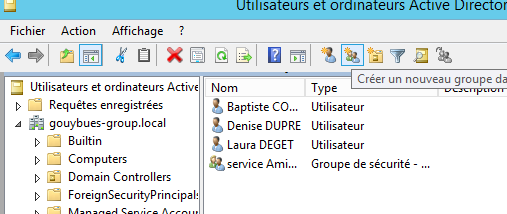 Utilisateurs et ordinateurs Active Director
Fichier Action Affichage ?
Créer un nouveau groupe da
Utilisateurs et ordinateurs Active
Requêtes enregistrées
gouybues-group.local
Builtin
Computers
Domain Controllers
ForeignSecurityPrincipals
Managed Service Accou
Nom Type Description
Baptiste CO... Utilisateur
Denise DUPRE Utilisateur
Laura DEGET Utilisateur
service Ami... Groupe de sécurité - ...